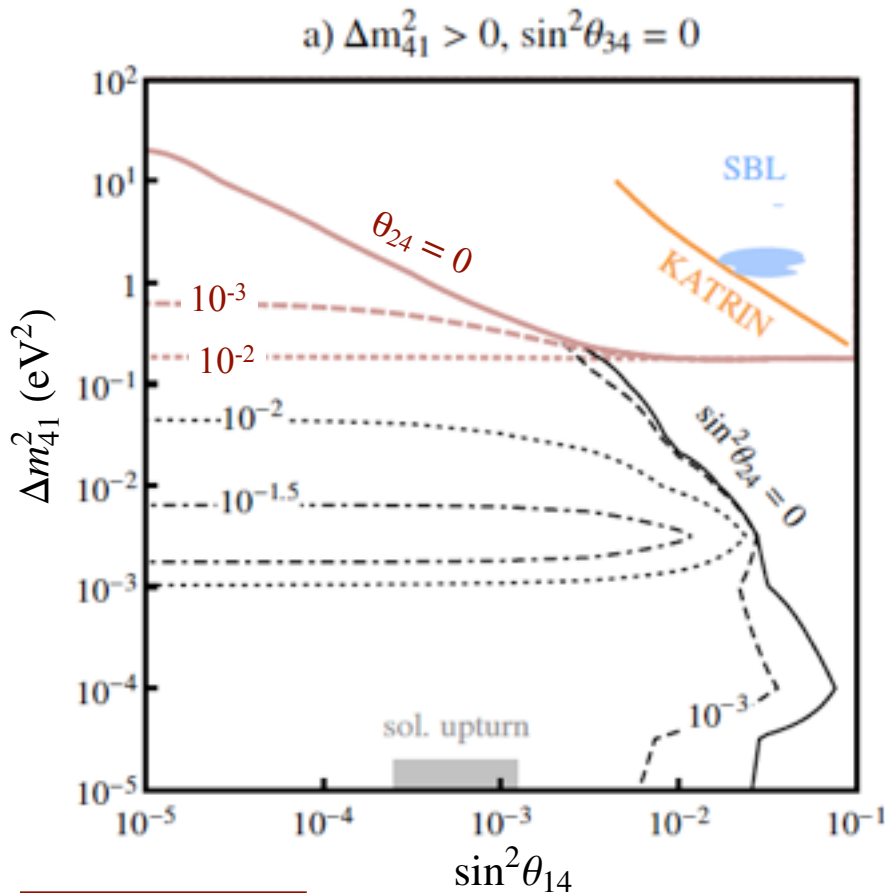 a) Δm²₄₁ > 0, sin²θ₃₄ = 0
10²
10¹
1
10⁻¹
10⁻²
10⁻³
10⁻⁴
10⁻⁵
Δm²₄₁ (eV²)
SBL
KATRIN
θ₂₄ = 0
10⁻³
10⁻²
10⁻²
10⁻¹·⁵
sin²θ₂₄ = 0
10⁻³
sol. upturn
10⁻⁵ 10⁻⁴ 10⁻³ 10⁻² 10⁻¹
sin²θ₁₄